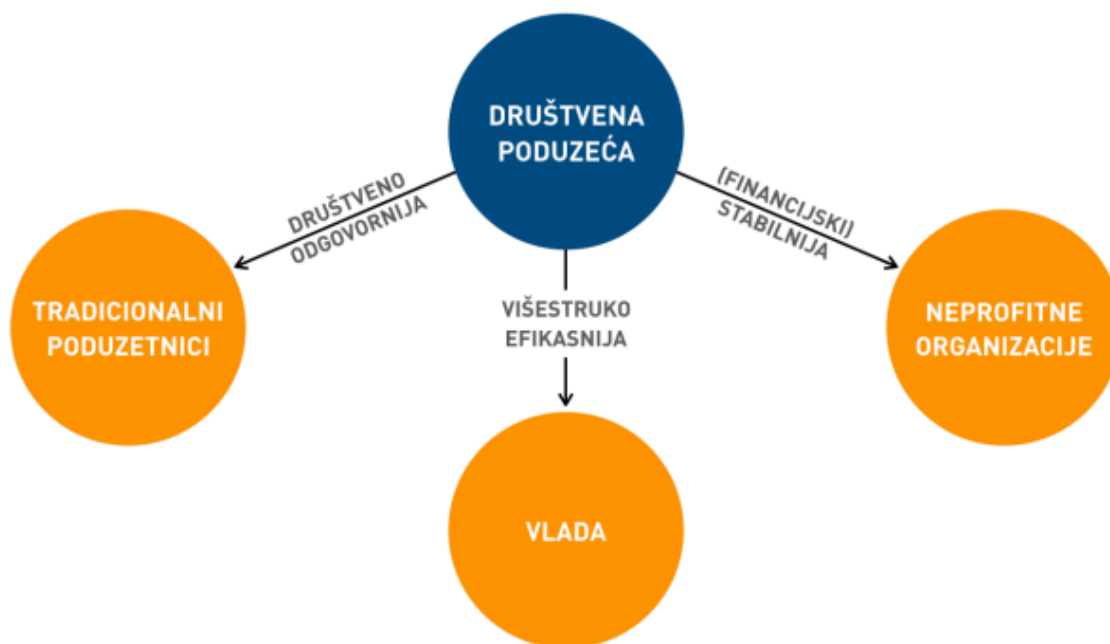 DRUŠTVENA
PODUZEĆA
DRUŠTVENO
ODGOVORNIJA
(FINANCIJSKI)
STABILNIJA
VIŠESTRUKO
EFIKASNIJA
TRADICIONALNI
PODUZETNICI
NEPROFITNE
ORGANIZACIJE
VLADA